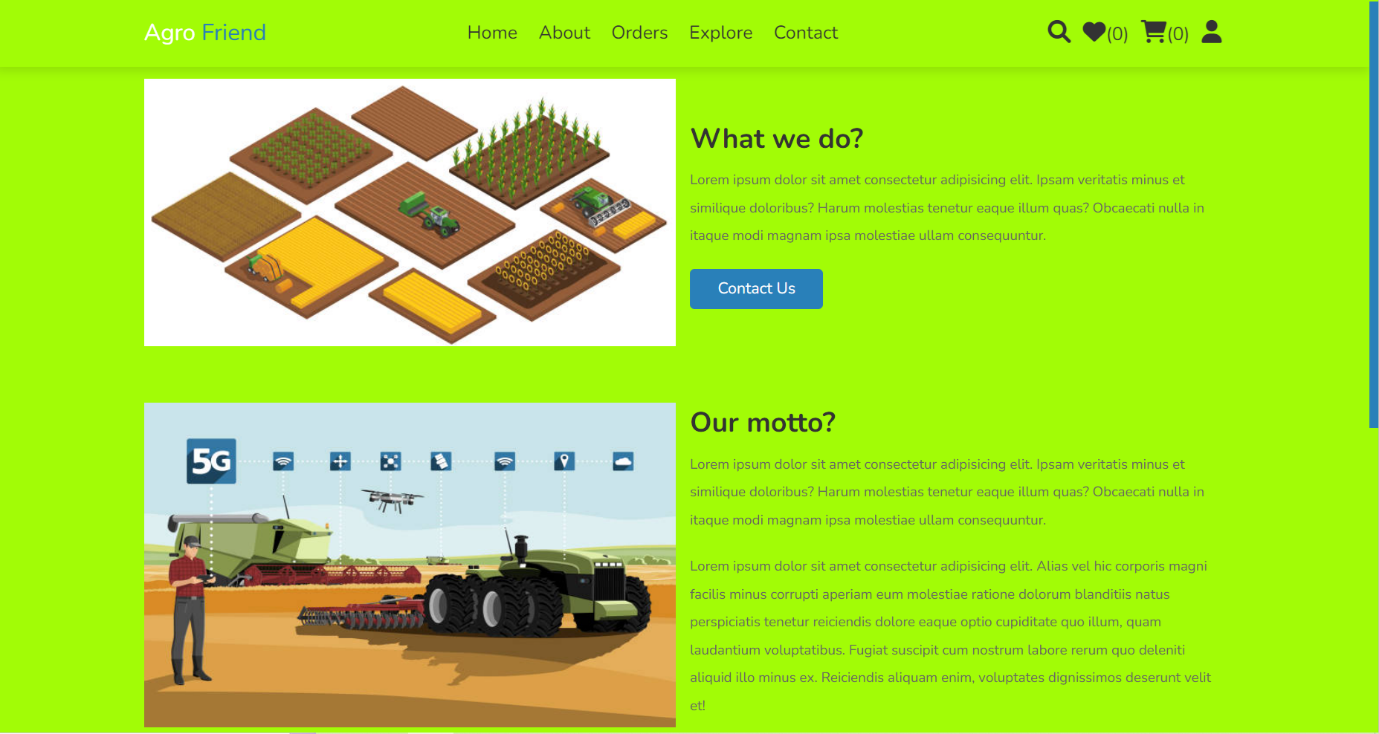 Agro Friend
Home About Orders Explore Contact
(0) (0)
What we do?
Lorem ipsum dolor sit amet consectetur adipisicing elit. Ipsam veritatis minus et
similique doloribus? Harum molestias tenetur eaque illum quas? Obcaecati nulla in
itaque modi magnam ipsa molestiae ullam consequuntur.
Contact Us
5G
Our motto?
Lorem ipsum dolor sit amet consectetur adipisicing elit. Ipsam veritatis minus et
similique doloribus? Harum molestias tenetur eaque illum quas? Obcaecati nulla in
itaque modi magnam ipsa molestiae ullam consequuntur.
Lorem ipsum dolor sit amet consectetur adipisicing elit. Alias vel hic corporis magni
facilis minus corrupti aperiam eum molestiae ratione dolorum blanditiis natus
perspiciatis tenetur reiciendis dolore eaque optio cupiditate quo illum, quam
laudantium voluptatibus. Fugiat suscipit cum nostrum labore rerum quo deleniti
aliquid illo minus ex. Reiciendis aliquam enim, voluptates dignissimos deserunt velit
et!